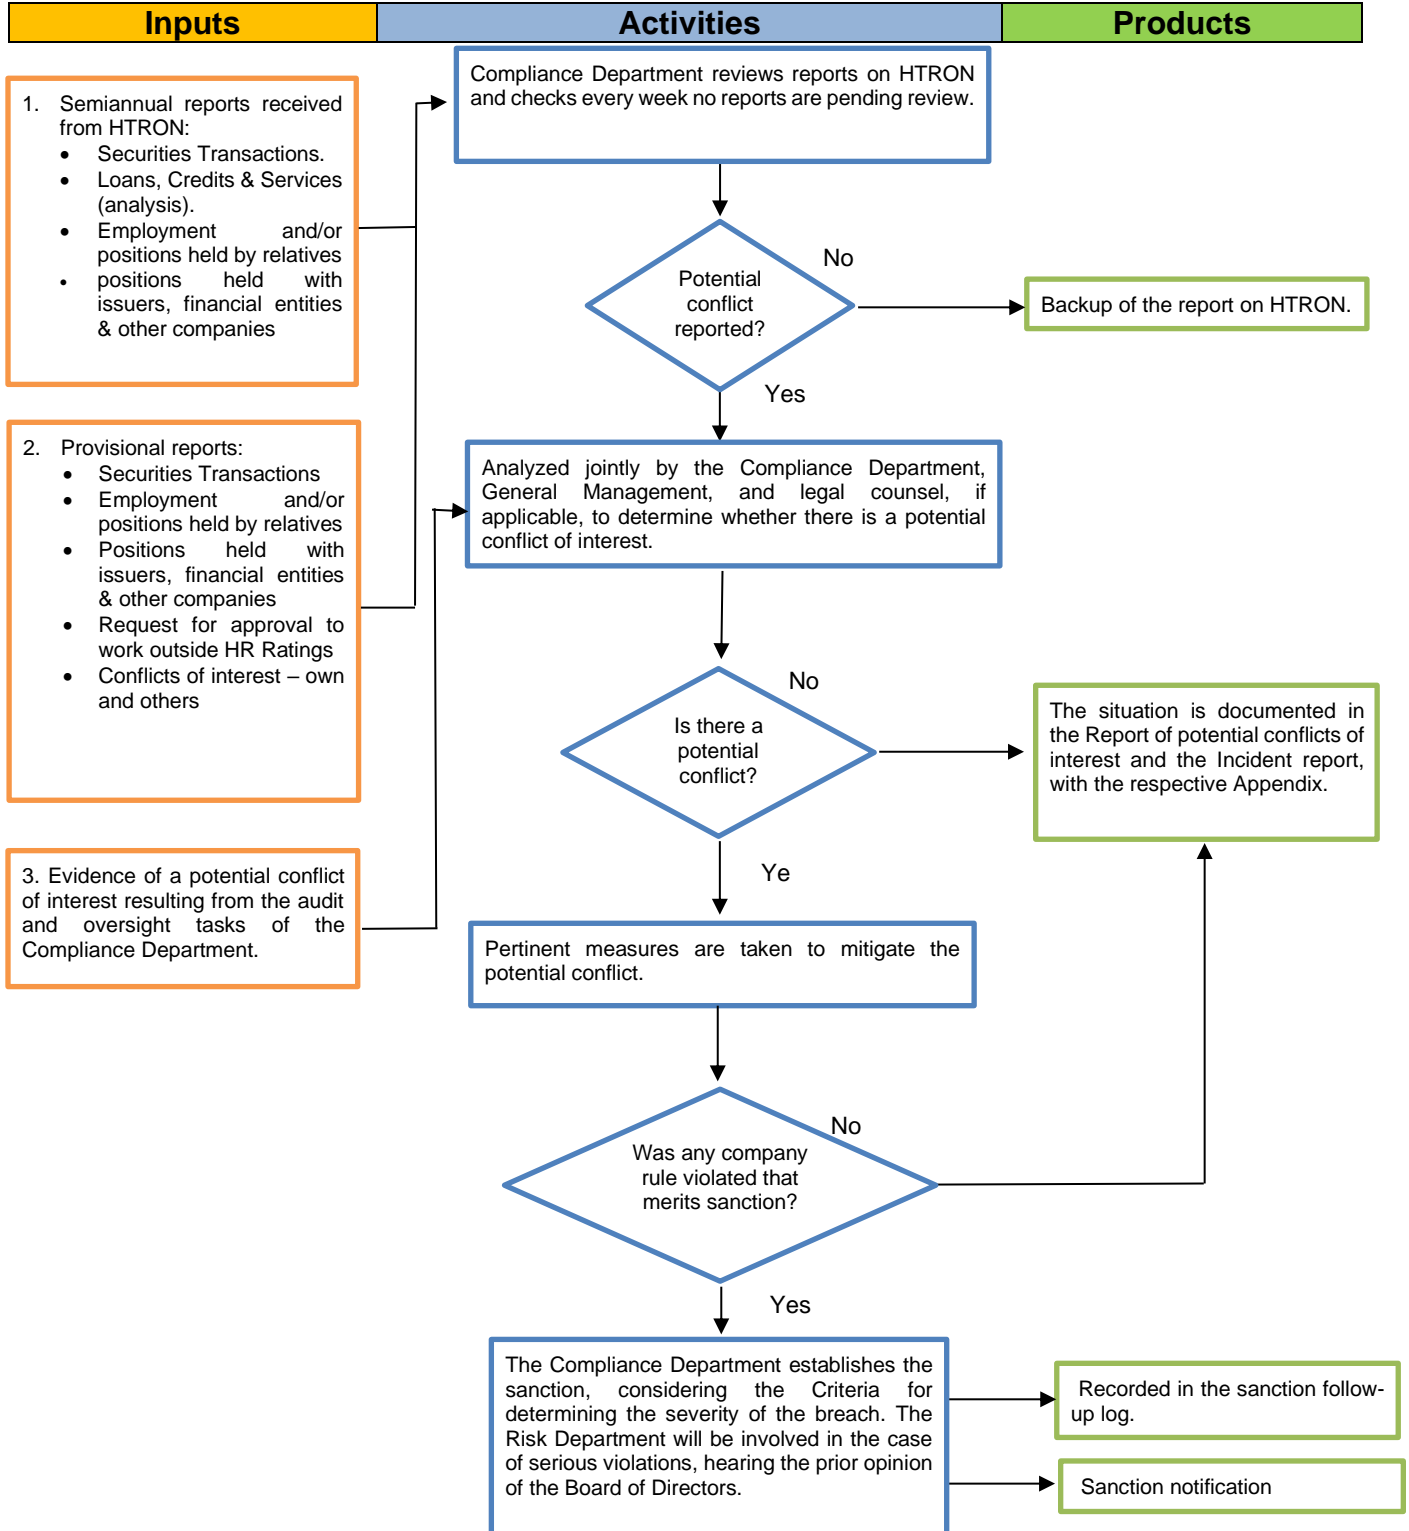 Inputs
Activities
Products
1. Semiannual reports received
from HTRON:
• Securities Transactions.
• Loans, Credits & Services
(analysis).
• Employment and/or
positions held by relatives
• positions held with
issuers, financial entities
& other companies
2. Provisional reports:
• Securities Transactions
• Employment and/or
positions held by relatives
• Positions held with
issuers, financial entities
& other companies
• Request for approval to
work outside HR Ratings
• Conflicts of interest – own
and others
3. Evidence of a potential conflict
of interest resulting from the audit
and oversight tasks of the
Compliance Department.
Compliance Department reviews reports on HTRON
and checks every week no reports are pending review.
Potential
conflict
reported?
No
Backup of the report on HTRON.
Yes
Analyzed jointly by the Compliance Department,
General Management, and legal counsel, if
applicable, to determine whether there is a potential
conflict of interest.
Is there a
potential
conflict?
No
The situation is documented in
the Report of potential conflicts of
interest and the Incident report,
with the respective Appendix.
Ye
Pertinent measures are taken to mitigate the
potential conflict.
Was any company
rule violated that
merits sanction?
No
Yes
The Compliance Department establishes the
sanction, considering the Criteria for
determining the severity of the breach. The
Risk Department will be involved in the case
of serious violations, hearing the prior opinion
of the Board of Directors.
Recorded in the sanction follow-
up log.
Sanction notification